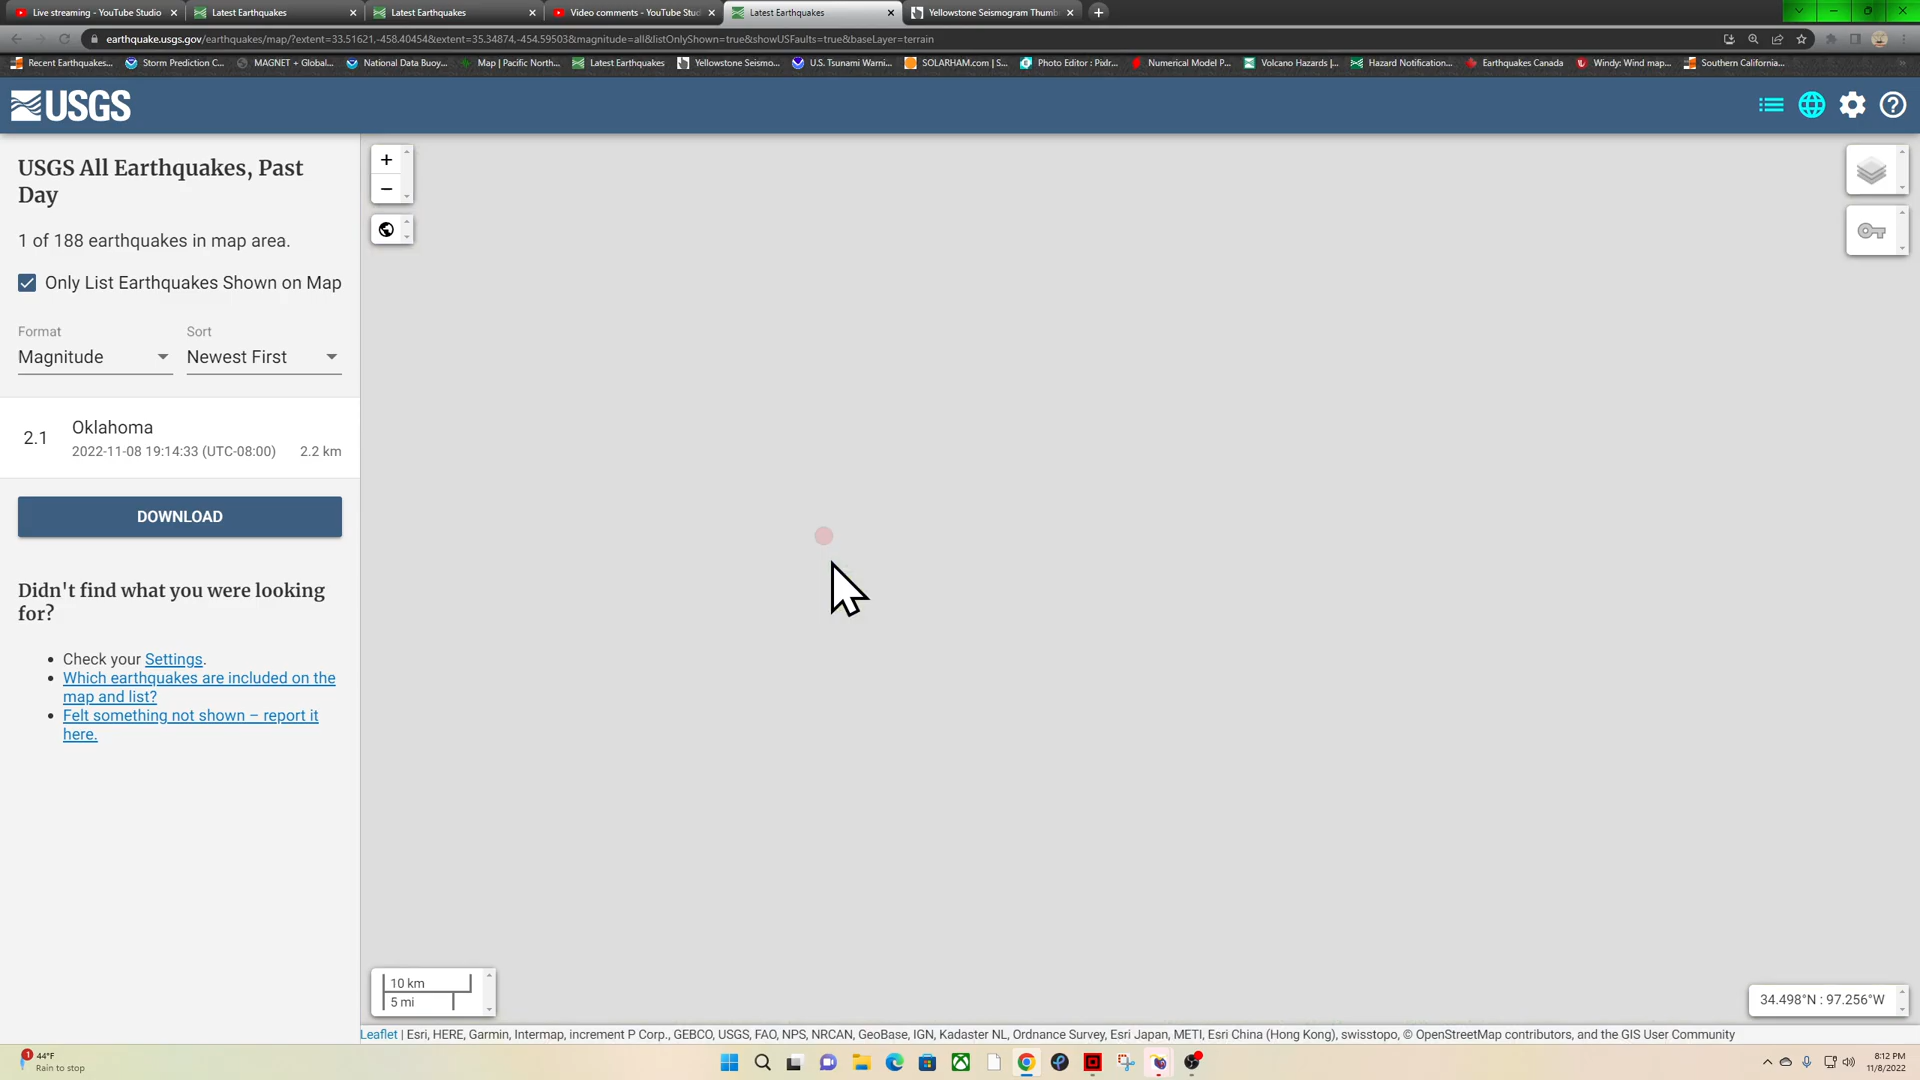 Live streaming - YouTube Studio
Latest Earthquakes
Latest Earthquakes
Video comments - YouTube Stud
Latest Earthquakes
Yellowstone Seismogram Thumb
earthquake.usgs.gov/earthquakes/map/?extent=33.51621,-458.40454&extent=35.34874,-454.59503&magnitude=all&listOnlyShown=true&showUSFaults=true&baseLayer=terrain
Recent Earthquakes...
Storm Prediction C...
MAGNET + Global...
National Data Buoy...
Map | Pacific North...
Latest Earthquakes
Yellowstone Seismo...
U.S. Tsunami Warni...
SOLARHAM.com | S...
Photo Editor : Pixlr...
Numerical Model P...
Volcano Hazards |...
Hazard Notification...
Earthquakes Canada
Windy: Wind map...
Southern California...
USGS
USGS All Earthquakes, Past
Day
1 of 188 earthquakes in map area.
Only List Earthquakes Shown on Map
Format
Sort
Magnitude
Newest First
2.1
Oklahoma
2022-11-08 19:14:33 (UTC-08:00)
2.2 km
DOWNLOAD
Didn't find what you were looking
for?
Check your Settings.
Which earthquakes are included on the
map and list?
Felt something not shown – report it
here.
+
−
10 km
5 mi
34.498°N : 97.256°W
Leaflet | Esri, HERE, Garmin, Intermap, increment P Corp., GEBCO, USGS, FAO, NPS, NRCAN, GeoBase, IGN, Kadaster NL, Ordnance Survey, Esri Japan, METI, Esri China (Hong Kong), swisstopo, © OpenStreetMap contributors, and the GIS User Community
1
44°F
Rain to stop
8:12 PM
11/8/2022